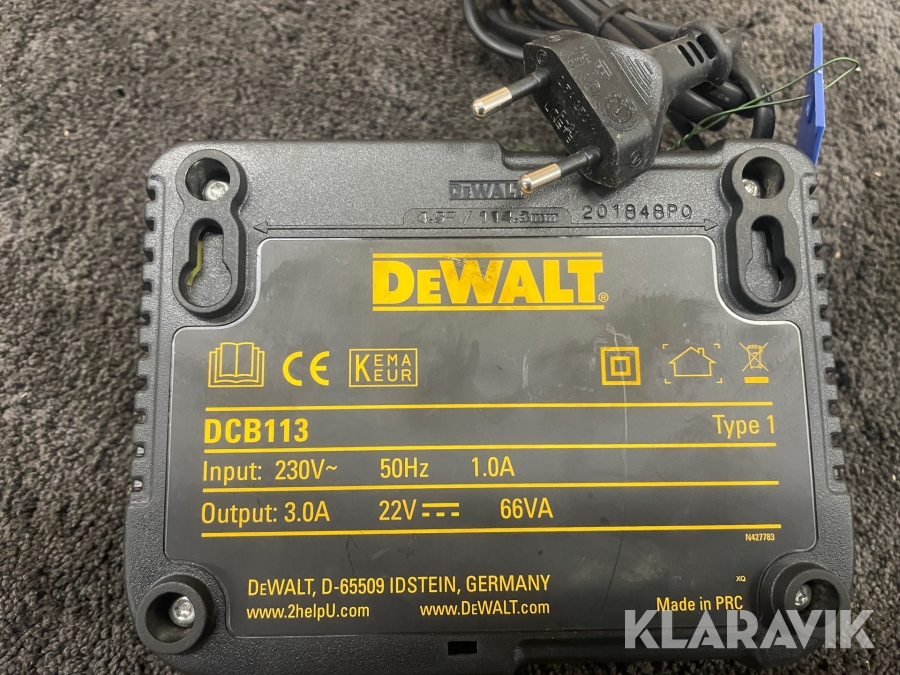 DEWALT
4.5" / 114.3mm
201848PQ
DEWALT®
CE
KEMA
KEUR
DCB113
Type 1
Input: 230V~ 50Hz 1.0A
Output: 3.0A 22V 66VA
N427783
DEWALT, D-65509 IDSTEIN, GERMANY
XQ
www.2helpU.com
www.DEWALT.com
Made in PRC
KLARAVIK